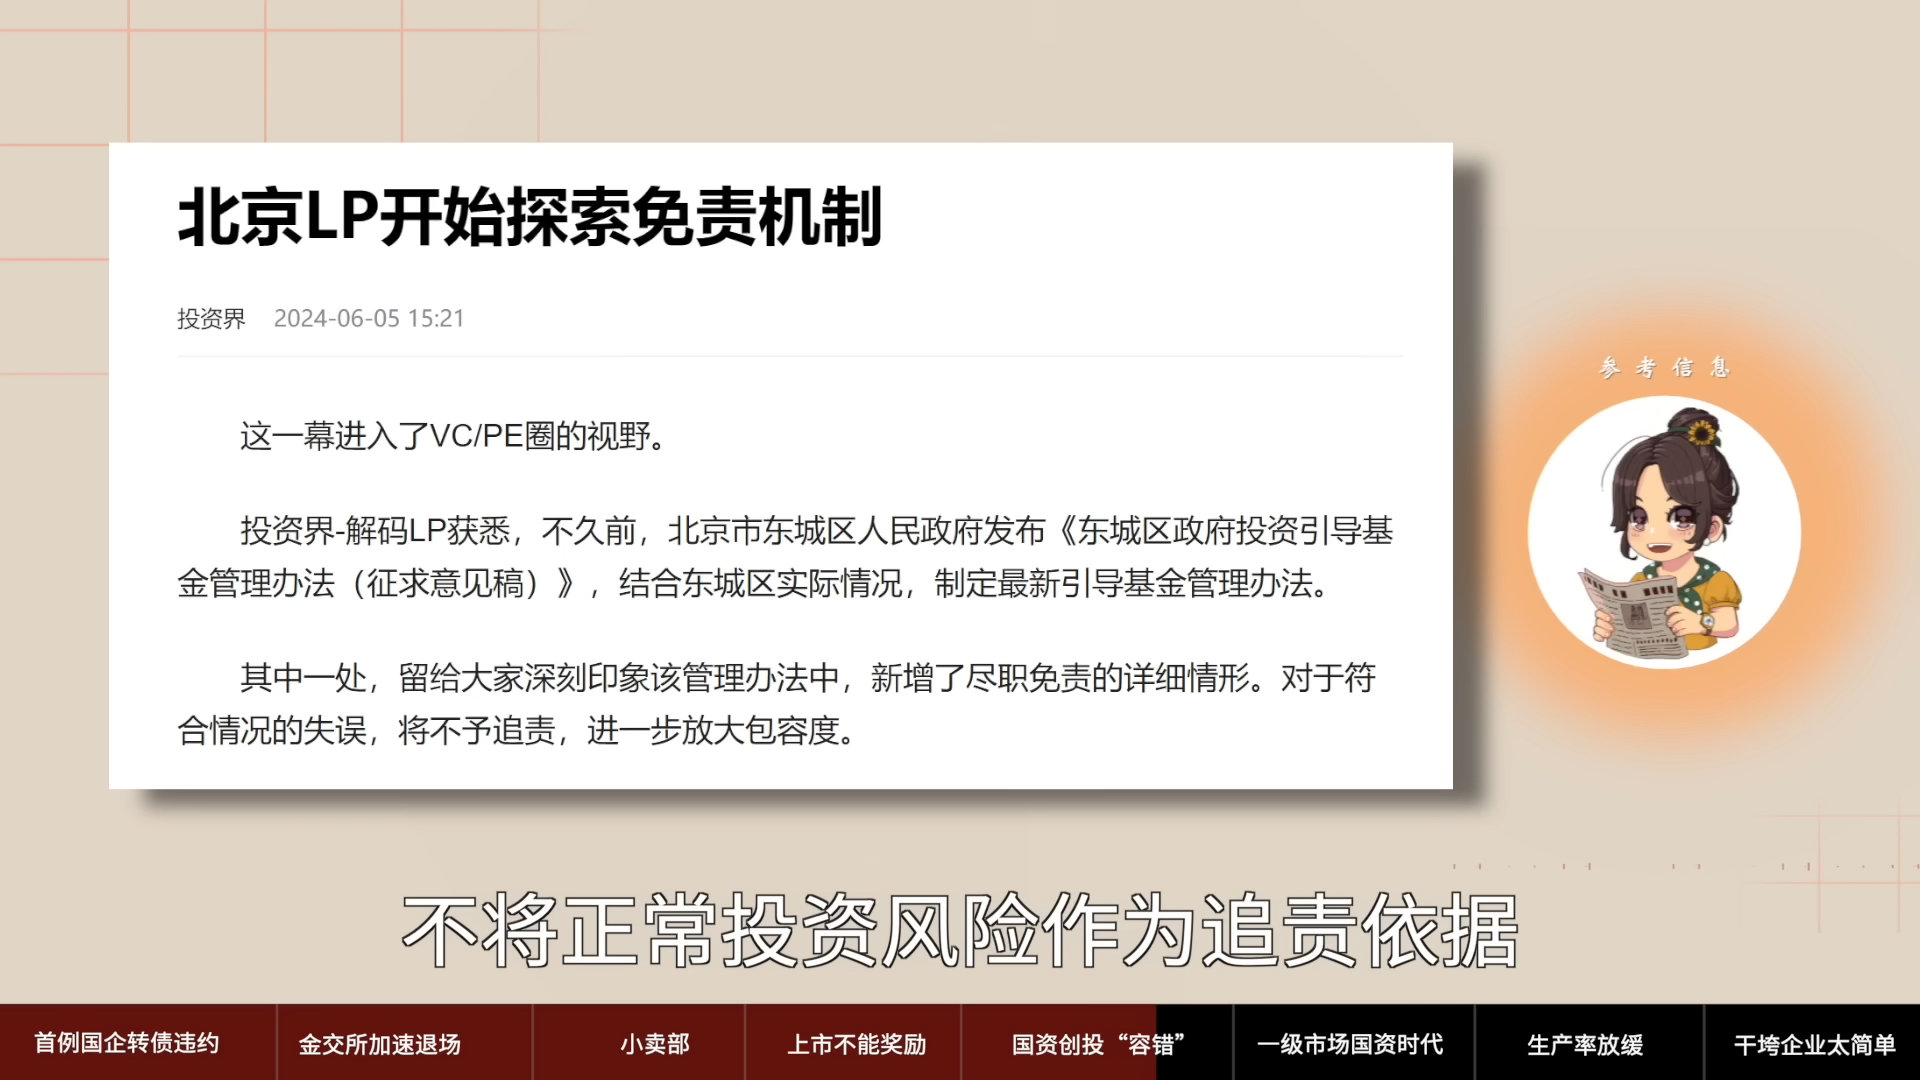 北京LP开始探索免责机制
投资界 2024-06-05 15:21
这一幕进入了VC/PE圈的视野。
投资界-解码LP获悉，不久前，北京市东城区人民政府发布《东城区政府投资引导基
金管理办法（征求意见稿）》，结合东城区实际情况，制定最新引导基金管理办法。
其中一处，留给大家深刻印象该管理办法中，新增了尽职免责的详细情形。对于符
合情况的失误，将不予追责，进一步放大包容度。
参考信息
不将正常投资风险作为追责依据
首例国企转债违约 金交所加速退场 小卖部 上市不能奖励 国资创投“容错” 一级市场国资时代 生产率放缓 干垮企业太简单